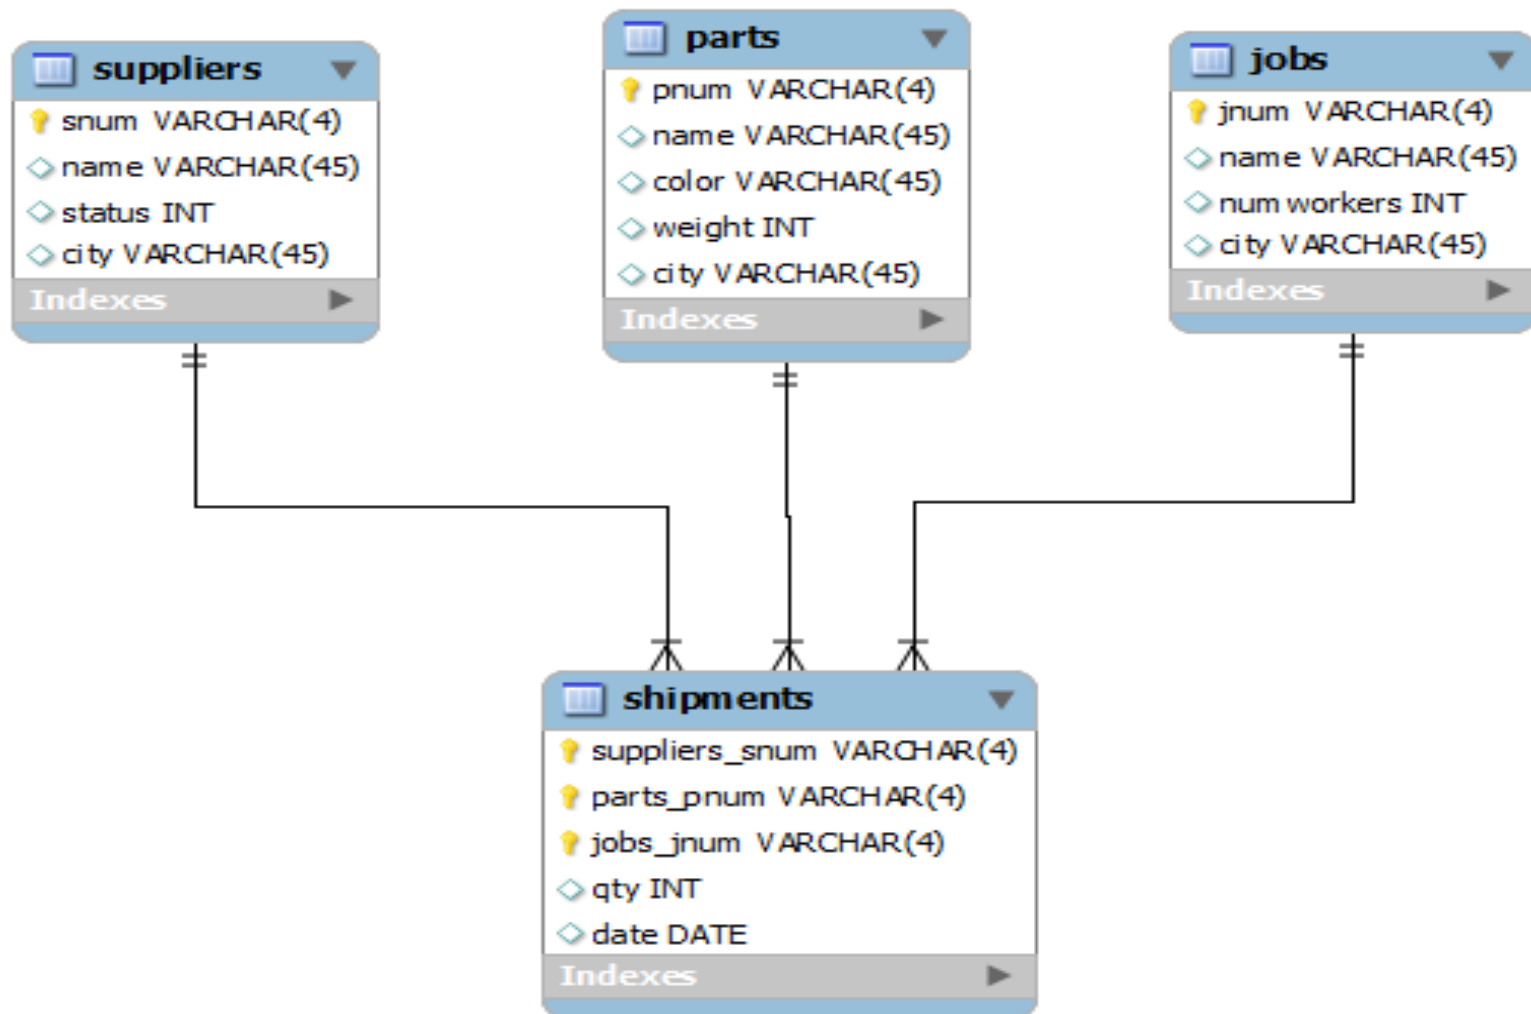 suppliers
snum VARCHAR(4)
name VARCHAR(45)
status INT
city VARCHAR(45)
Indexes
parts
pnum VARCHAR(4)
name VARCHAR(45)
color VARCHAR(45)
weight INT
city VARCHAR(45)
Indexes
jobs
jnum VARCHAR(4)
name VARCHAR(45)
numworkers INT
city VARCHAR(45)
Indexes
shipments
suppliers_snum VARCHAR(4)
parts_pnum VARCHAR(4)
jobs_jnum VARCHAR(4)
qty INT
date DATE
Indexes